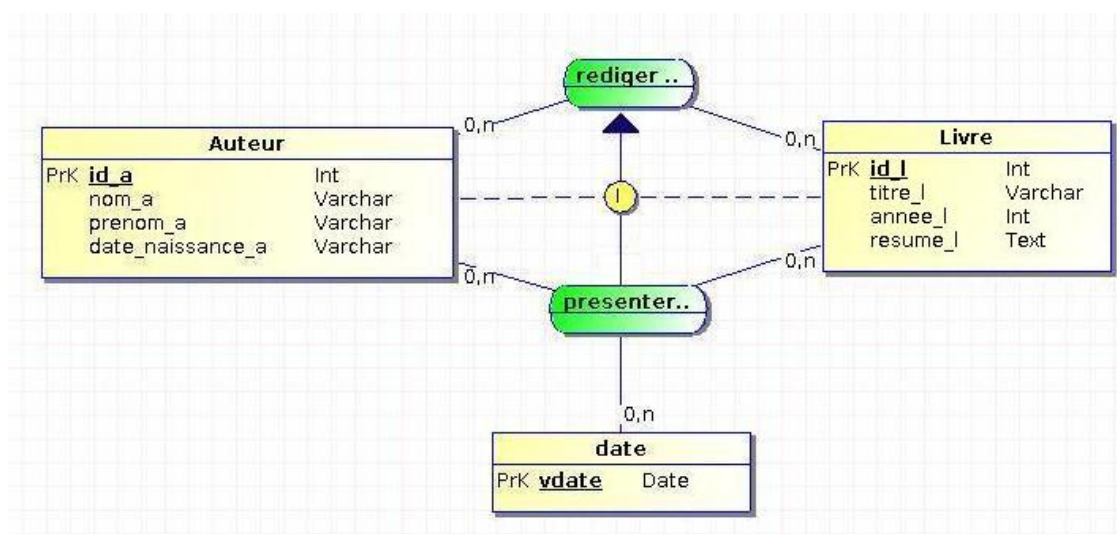 rediger ..
0,n
0,n
Auteur
PrK id_a Int
nom_a Varchar
prenom_a Varchar
date_naissance_a Varchar
Livre
PrK id_l Int
titre_l Varchar
annee_l Int
resume_l Text
I
0,n
0,n
presenter..
0,n
date
PrK vdate Date